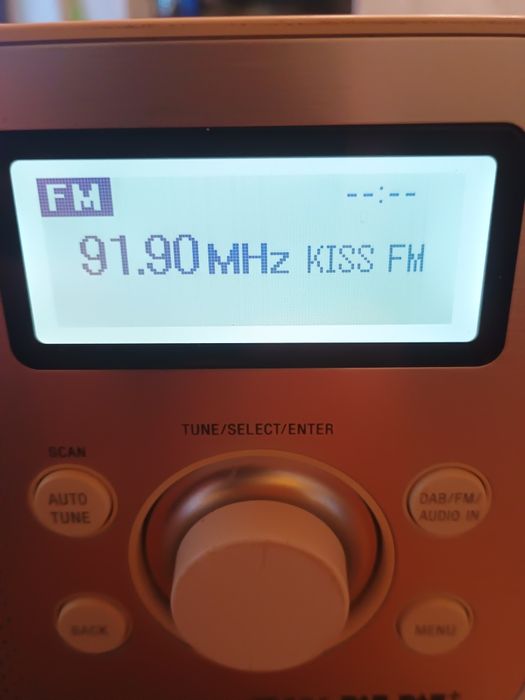 FM --:--
91.90 MHz KISS FM
TUNE/SELECT/ENTER
SCAN
AUTO TUNE
DAB/FM/ AUDIO IN
BACK
MENU